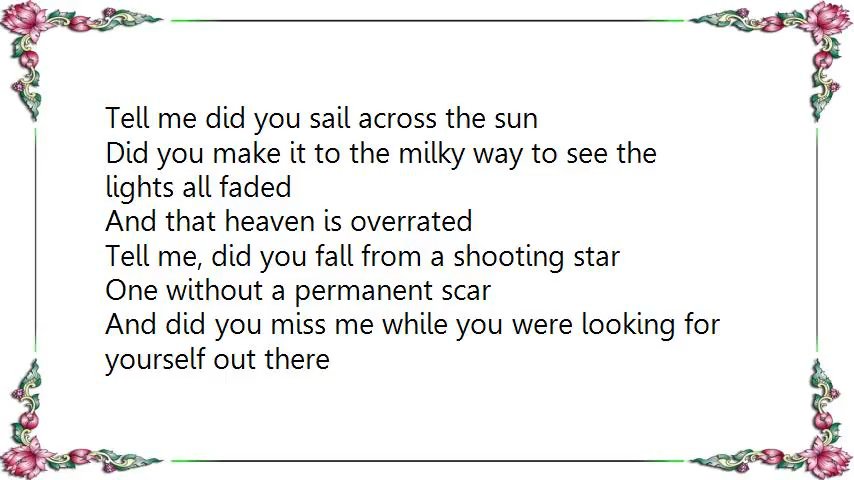 Tell me did you sail across the sun
Did you make it to the milky way to see the
lights all faded
And that heaven is overrated
Tell me, did you fall from a shooting star
One without a permanent scar
And did you miss me while you were looking for
yourself out there